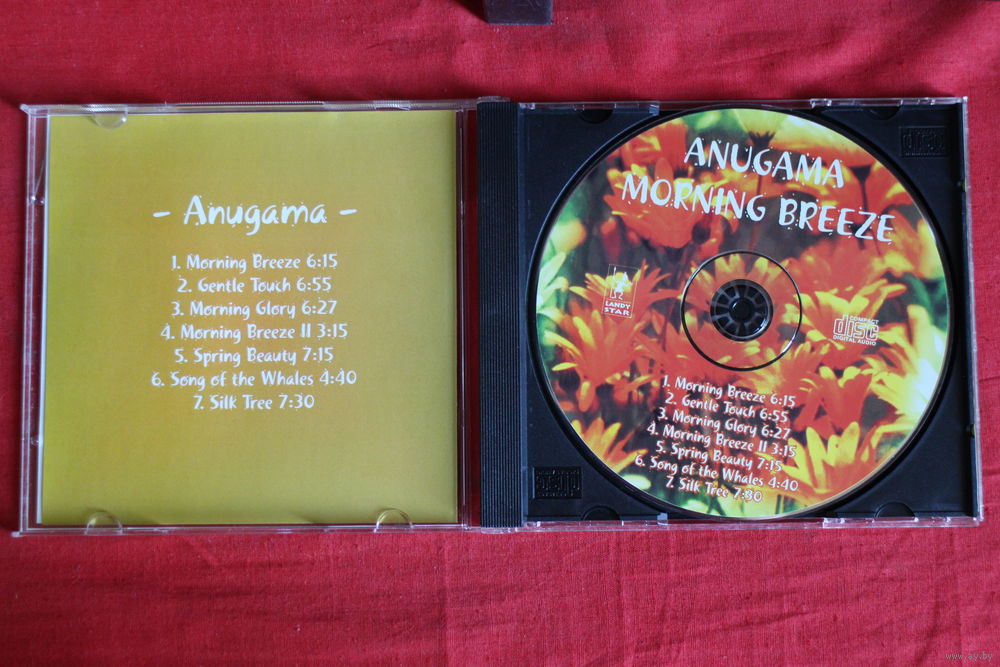 - Anugama -
1. Morning Breeze 6:15
2. Gentle Touch 6:55
3. Morning Glory 6:27
4. Morning Breeze II 3:15
5. Spring Beauty 7:15
6. Song of the Whales 4:40
7. Silk Tree 7:30
ANUGAMA
MORNING BREEZE
LANDY
STAR
COMPACT
disc
DIGITAL AUDIO
1. Morning Breeze 6:15
2. Gentle Touch 6:55
3. Morning Glory 6:27
4. Morning Breeze II 3:15
5. Spring Beauty 7:15
6. Song of the Whales 4:40
7. Silk Tree 7:30
www.ay.by